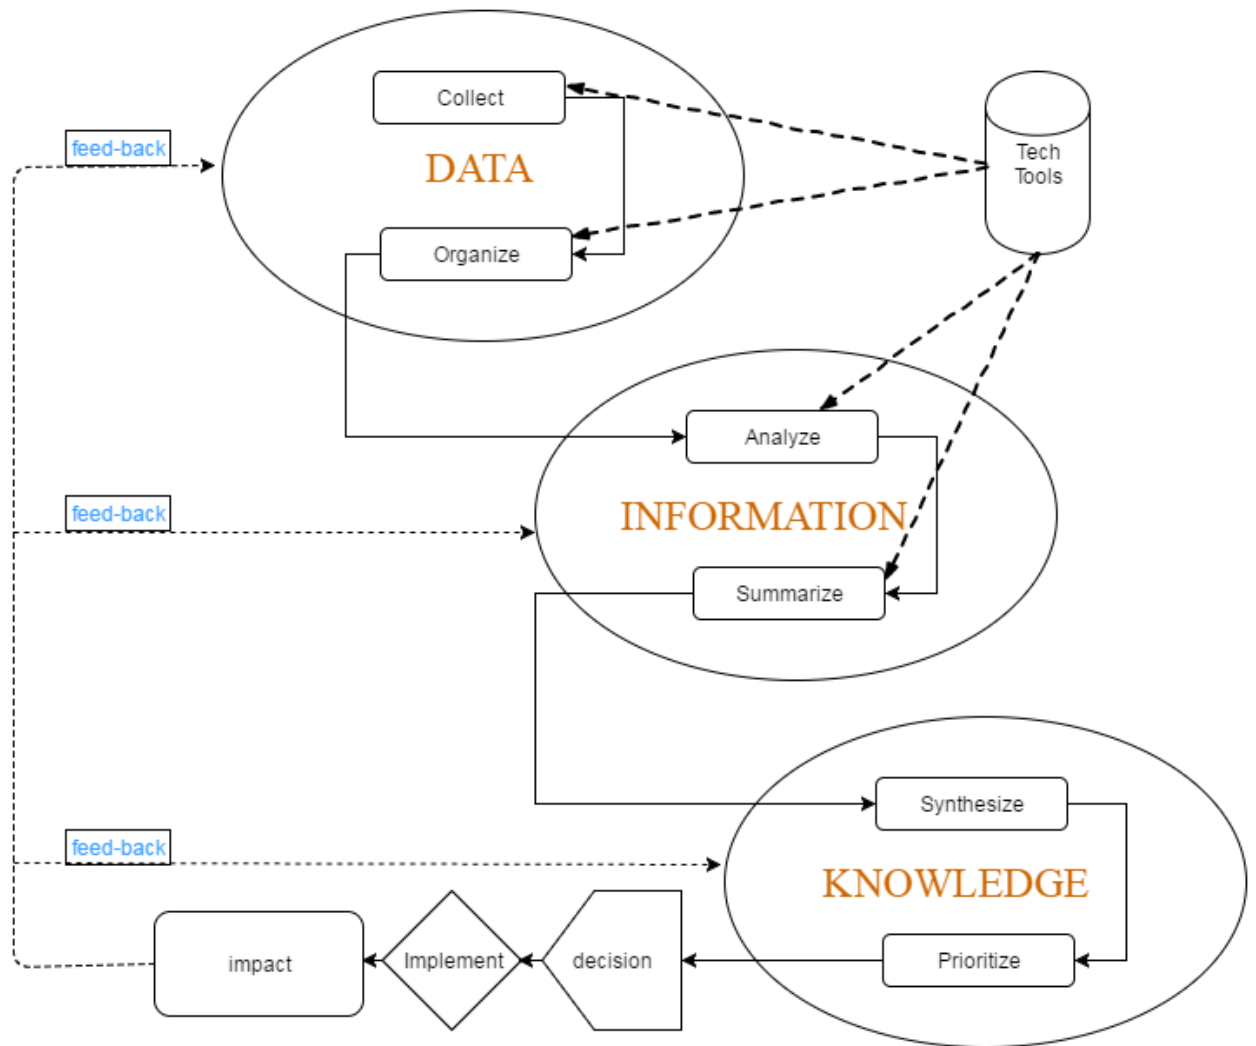 Collect
feed-back
DATA
Tech
Tools
Organize
Analyze
feed-back
INFORMATION
Summarize
Synthesize
feed-back
KNOWLEDGE
impact
Implement
decision
Prioritize